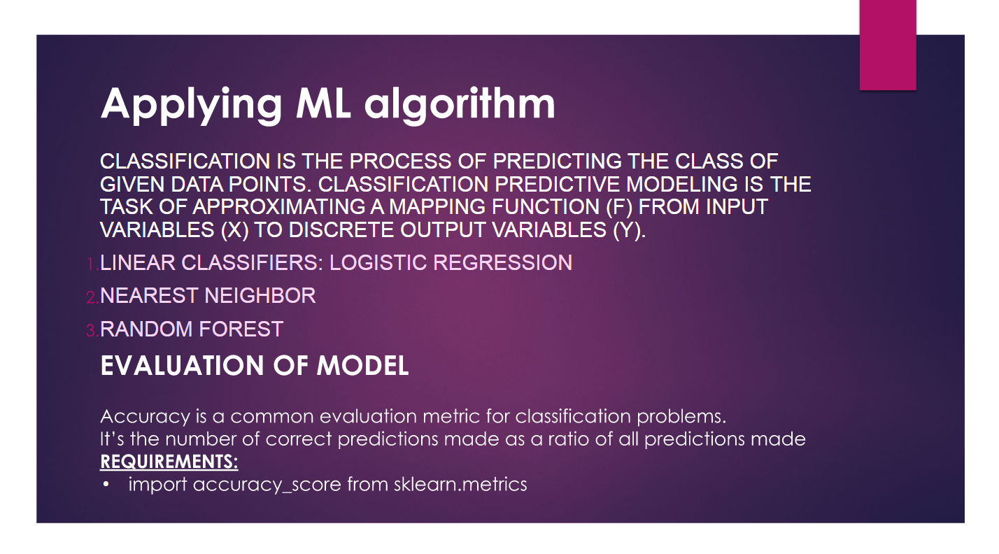 Applying ML algorithm
CLASSIFICATION IS THE PROCESS OF PREDICTING THE CLASS OF
GIVEN DATA POINTS. CLASSIFICATION PREDICTIVE MODELING IS THE
TASK OF APPROXIMATING A MAPPING FUNCTION (F) FROM INPUT
VARIABLES (X) TO DISCRETE OUTPUT VARIABLES (Y).
1.LINEAR CLASSIFIERS: LOGISTIC REGRESSION
2.NEAREST NEIGHBOR
3.RANDOM FOREST
EVALUATION OF MODEL
Accuracy is a common evaluation metric for classification problems.
It’s the number of correct predictions made as a ratio of all predictions made
REQUIREMENTS:
• import accuracy_score from sklearn.metrics